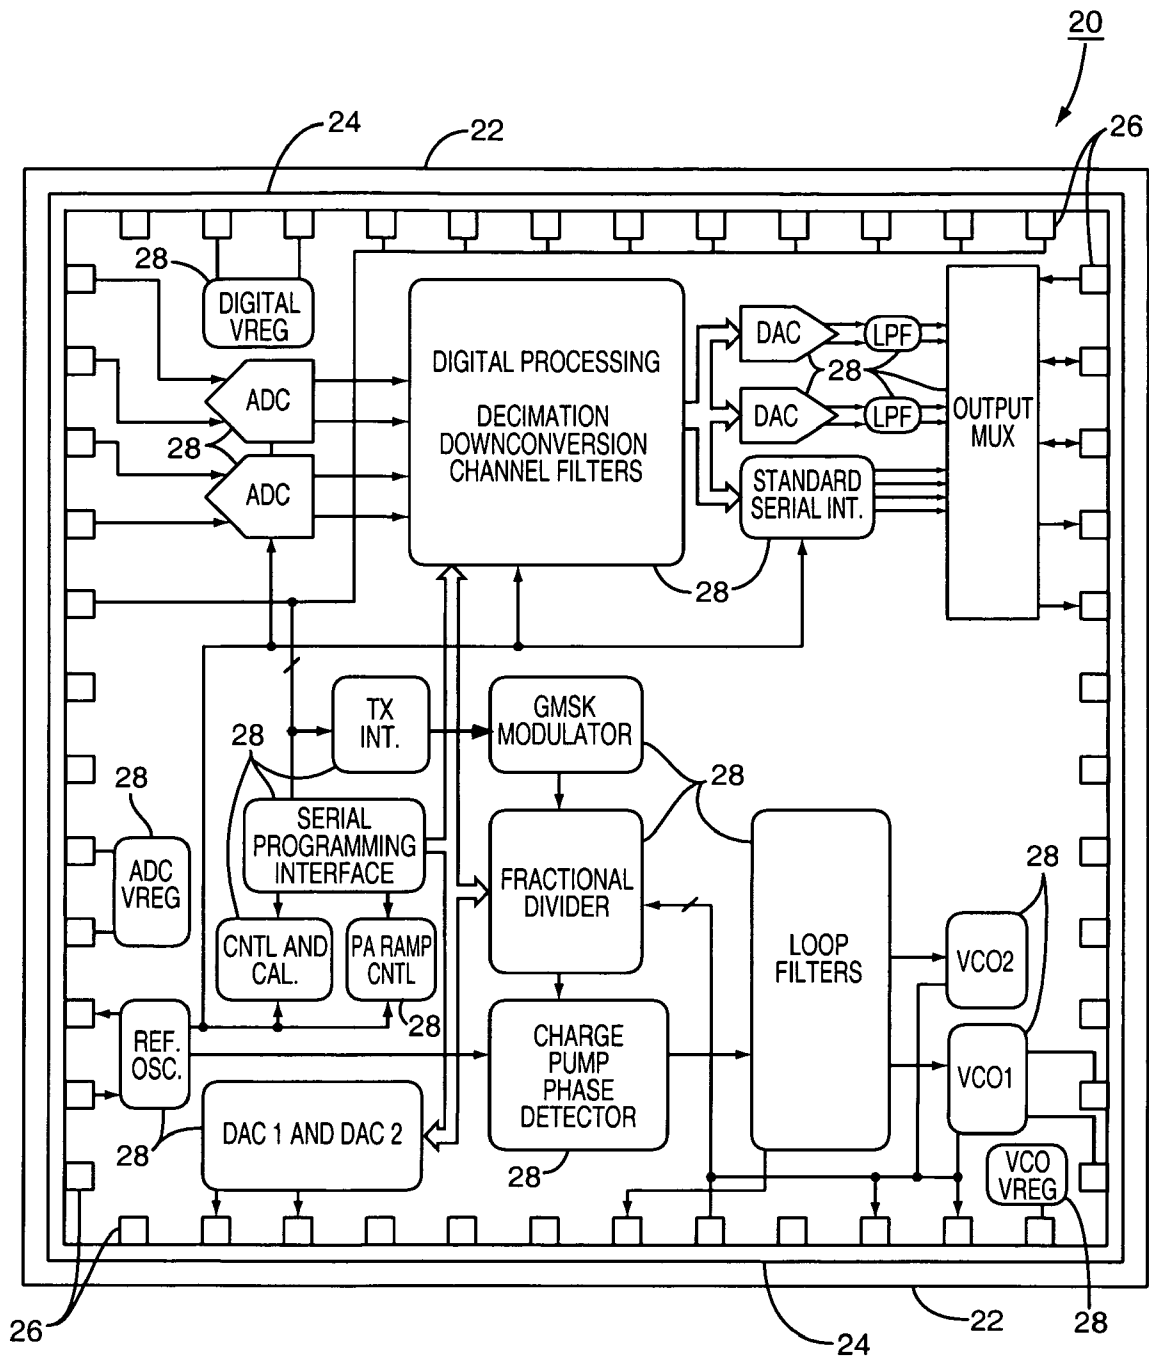 20
24
22
26
28
DIGITAL
VREG
ADC
28
ADC
DIGITAL PROCESSING
DECIMATION
DOWNCONVERSION
CHANNEL FILTERS
DAC
LPF
28
DAC
LPF
STANDARD
SERIAL INT.
OUTPUT
MUX
28
28
TX
INT.
GMSK
MODULATOR
28
28
ADC
VREG
SERIAL
PROGRAMMING
INTERFACE
FRACTIONAL
DIVIDER
CNTL AND
CAL.
PA RAMP
CNTL
28
LOOP
FILTERS
28
VCO2
VCO1
REF.
OSC.
CHARGE
PUMP
PHASE
DETECTOR
28
DAC 1 AND DAC 2
28
VCO
VREG
26
24
22
28